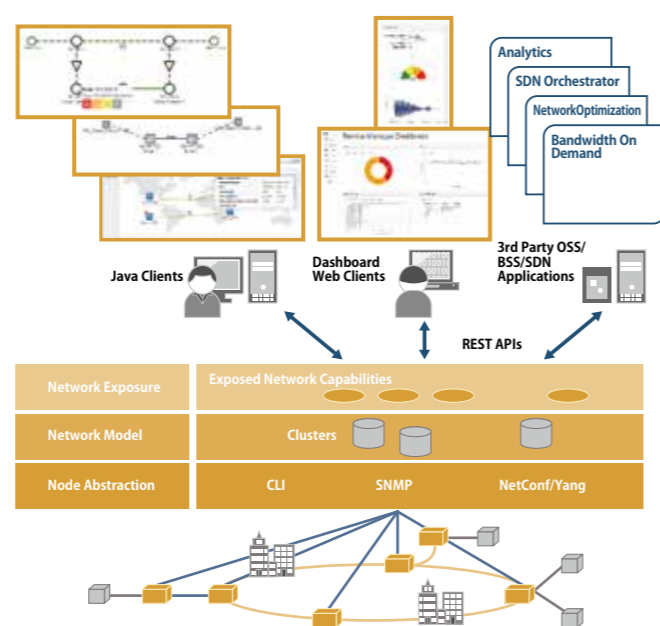 Analytics
SDN Orchestrator
NetworkOptimization
Bandwidth On
Demand
Java Clients
Dashboard
Web Clients
3rd Party OSS/
BSS/SDN
Applications
REST APIs
Network Exposure
Exposed Network Capabilities
Network Model
Clusters
Node Abstraction
CLI
SNMP
NetConf/Yang